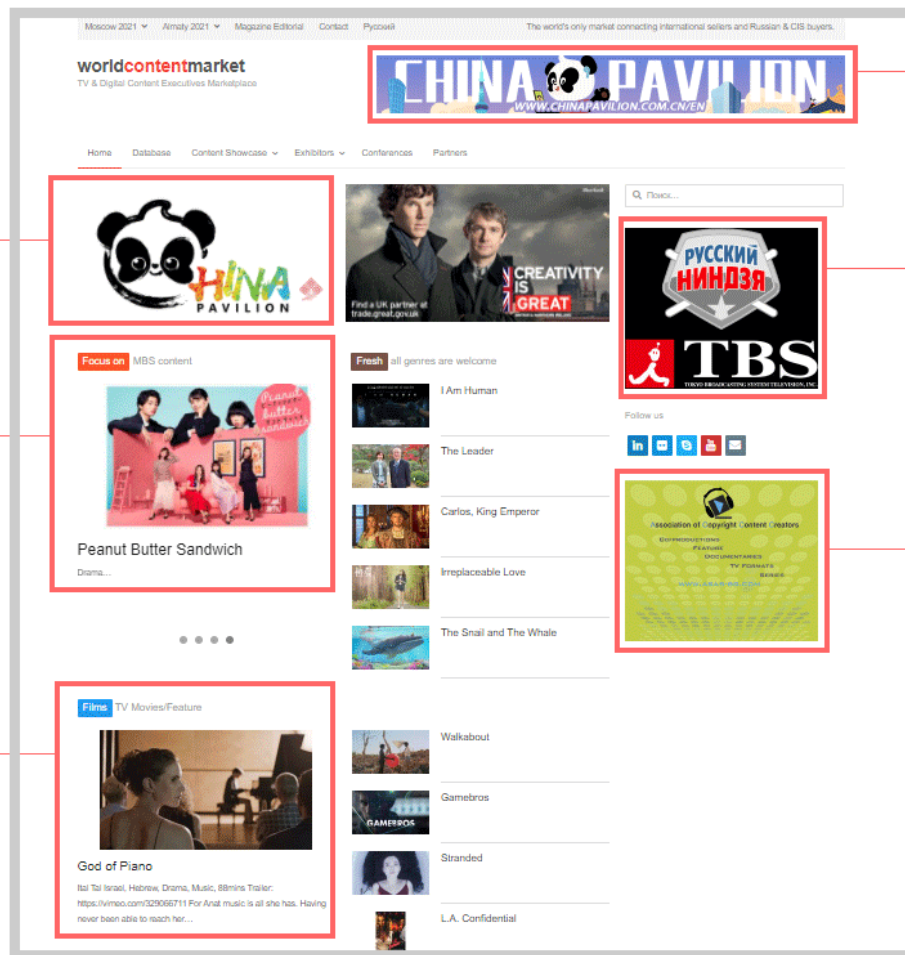 Moscow 2021 Almaty 2021 Magazine Editorial Contact Русский
The world's only market connecting international sellers and Russian & CIS buyers.
worldcontentmarket
TV & Digital Content Executives Marketplace
CHINA PAVILION
WWW.CHINAPAVILION.COM.CN/EN
Home Database Content Showcase Exhibitors Conferences Partners
HINA
PAVILION
CREATIVITY
IS
GREAT
Find a UK partner at
trade.great.gov.uk
Поиск...
РУССКИЙ
НИНДЗЯ
TBS
TOKYO BROADCASTING SYSTEM TELEVISION, INC.
Follow us
in
You
Association of Copyright Content Creators
COPRODUCTIONS
FEATURE
DOCUMENTARIES
TV FORMATS
SERIES
Focus on MBS content
Peanut
butter
sandwich
Peanut Butter Sandwich
Drama...
Fresh all genres are welcome
I Am Human
The Leader
Carlos, King Emperor
Irreplaceable Love
The Snail and The Whale
Walkabout
GAMEBROS
Gamebros
Stranded
L.A. Confidential
Films TV Movies/Feature
God of Piano
Ital Tal Israel, Hebrew, Drama, Music, 88mins Trailer:
https://vimeo.com/329066711 For Anat music is all she has. Having
never been able to reach her...